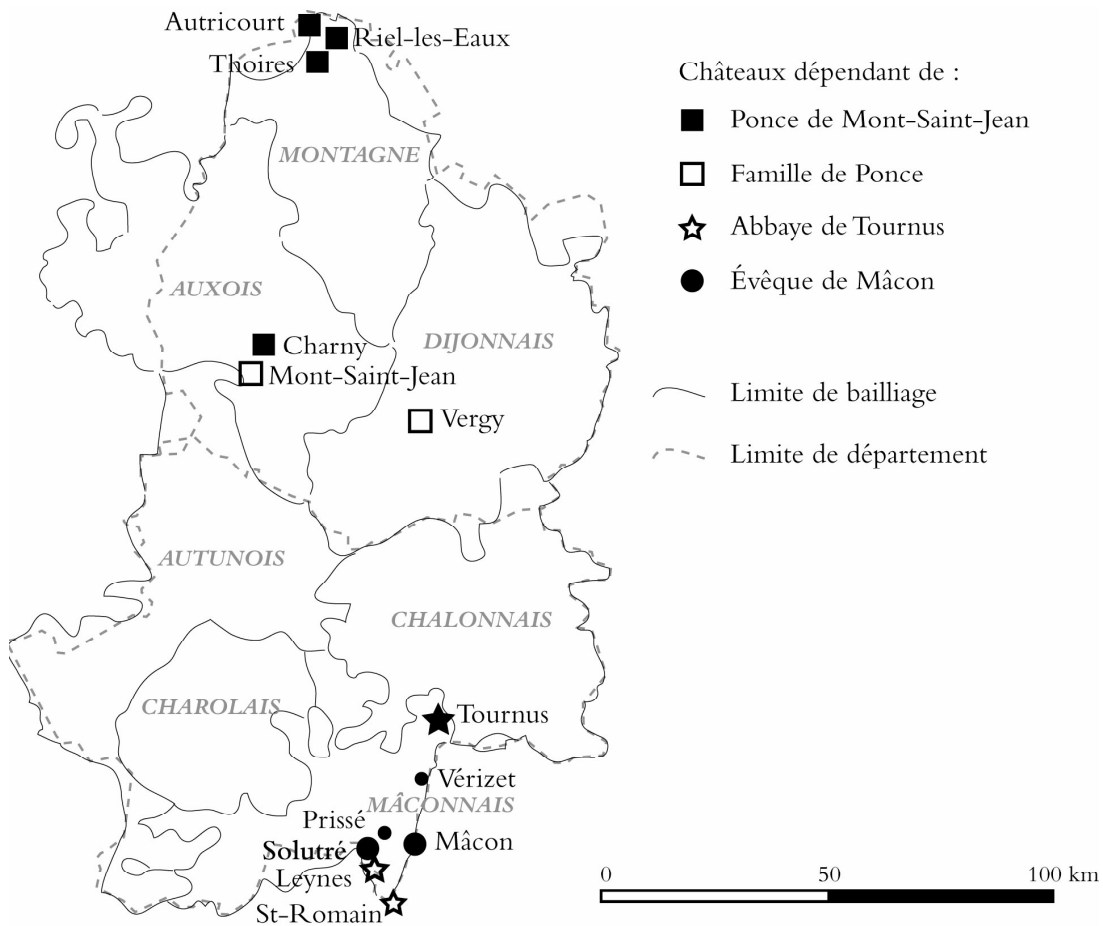 Autricourt
Riel-les-Eaux
Thoires
MONTAGNE
AUXOIS
Charny
DIJONNAIS
Mont-Saint-Jean
Vergy
AUTUNOIS
CHALONNAIS
CHAROLAIS
Tournus
Vérizet
MÂCONNAIS
Prissé
Mâcon
Solutré
Leynes
St-Romain
Châteaux dépendant de :
Ponce de Mont-Saint-Jean
Famille de Ponce
Abbaye de Tournus
Évêque de Mâcon
Limite de bailliage
Limite de département
0 50 100 km